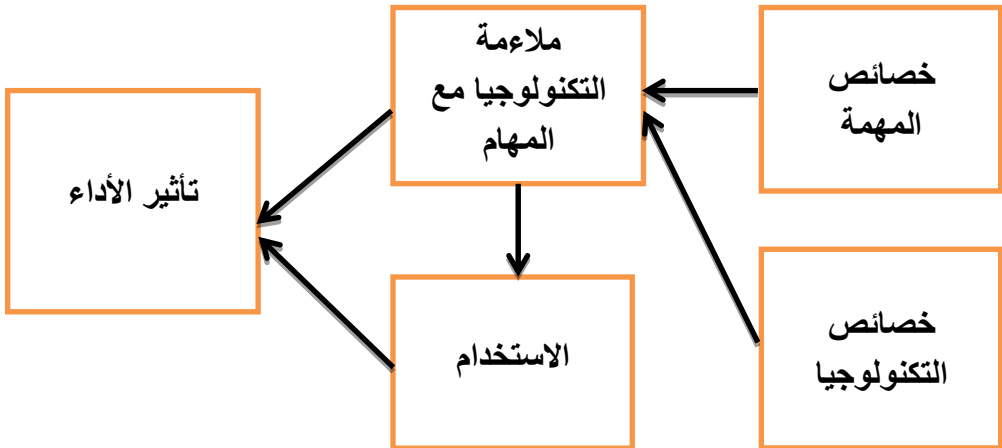 خصائص
المهمة
ملاءمة
التكنولوجيا مع
المهام
تأثير الأداء
خصائص
التكنولوجيا
الاستخدام